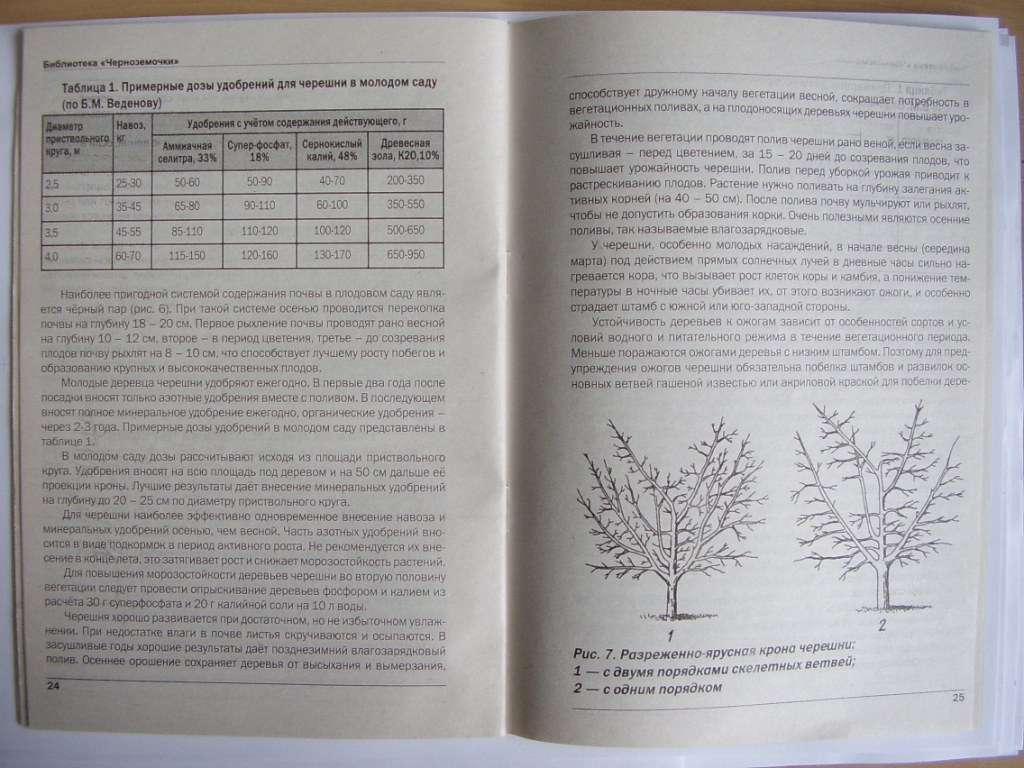 Библиотека «Черноземочки»
Таблица 1. Примерные дозы удобрений для черешни в молодом саду
(по Б.М. Веденову)
Диаметр приствольного круга, м | Навоз, кг | Удобрения с учётом содержания действующего, г
Аммиачная селитра, 33% | Супер-фосфат, 18% | Сернокислый калий, 48% | Древесная зола, К20,10%
2.5 | 25-30 | 50-60 | 50-90 | 40-70 | 200-350
3.0 | 35-45 | 65-80 | 90-110 | 60-100 | 350-550
3.5 | 45-55 | 85-110 | 110-120 | 100-120 | 500-650
4,0 | 60-70 | 115-150 | 120-160 | 130-170 | 650-950
Наиболее пригодной системой содержания почвы в плодовом саду явля-
ется чёрный пар (рис. 6). При такой системе осенью проводится перекопка
почвы на глубину 18 – 20 см. Первое рыхление почвы проводят рано весной
на глубину 10 – 12 см, второе – в период цветения, третье – до созревания
плодов почву рыхлят на 8 – 10 см, что способствует лучшему росту побегов и
образованию крупных и высококачественных плодов.
Молодые деревца черешни удобряют ежегодно. В первые два года после
посадки вносят только азотные удобрения вместе с поливом. В последующем
вносят полное минеральное удобрение ежегодно, органические удобрения –
через 2-3 года. Примерные дозы удобрений в молодом саду представлены в
таблице 1.
В молодом саду дозы рассчитывают исходя из площади приствольного
круга. Удобрения вносят на всю площадь под деревом и на 50 см дальше её
проекции кроны. Лучшие результаты даёт внесение минеральных удобрений
на глубину до 20 – 25 см по диаметру приствольного круга.
Для черешни наиболее эффективно одновременное внесение навоза и
минеральных удобрений осенью, чем весной. Часть азотных удобрений вно-
сится в виде подкормок в период активного роста. Не рекомендуется их вне-
сение в конце лета, это затягивает рост и снижает морозостойкость растений.
Для повышения морозостойкости деревьев черешни во вторую половину
вегетации следует провести опрыскивание деревьев фосфором и калием из
расчёта 30 г суперфосфата и 20 г калийной соли на 10 л воды.
Черешня хорошо развивается при достаточном, но не избыточном увлаж-
нении. При недостатке влаги в почве листья скручиваются и осыпаются. В
засушливые годы хорошие результаты даёт позднезимний влагозарядковый
полив. Осеннее орошение сохраняет деревья от высыхания и вымерзания,
24
способствует дружному началу вегетации весной, сокращает потребность в
вегетационных поливах, а на плодоносящих деревьях черешни повышает уро-
жайность.
В течение вегетации проводят полив черешни рано веной, если весна за-
сушливая – перед цветением, за 15 – 20 дней до созревания плодов, что
повышает урожайность черешни. Полив перед уборкой урожая приводит к
растрескиванию плодов. Растение нужно поливать на глубину залегания ак-
тивных корней (на 40 – 50 см). После полива почву мульчируют или рыхлят,
чтобы не допустить образования корки. Очень полезными являются осенние
поливы, так называемые влагозарядковые.
У черешни. особенно молодых насаждений, в начале весны (середина
марта) под действием прямых солнечных лучей в дневные часы сильно на-
гревается кора, что вызывает рост клеток коры и камбия, а понижение тем-
пературы в ночные часы убивает их, от этого возникают ожоги, и особенно
страдает штамб с южной или юго-западной стороны.
Устойчивость деревьев к ожогам зависит от особенностей сортов и ус-
ловий водного и питательного режима в течение вегетационного периода.
Меньше поражаются ожогами деревья с низким штамбом. Поэтому для пред-
упреждения ожогов черешни обязательна побелка штамбов и развилок ос-
новных ветвей гашеной известью или акриловой краской для побелки дере-
1
2
Рис. 7. Разреженно-ярусная крона черешни:
1 — с двумя порядками скелетных ветвей;
2 — с одним порядком
25